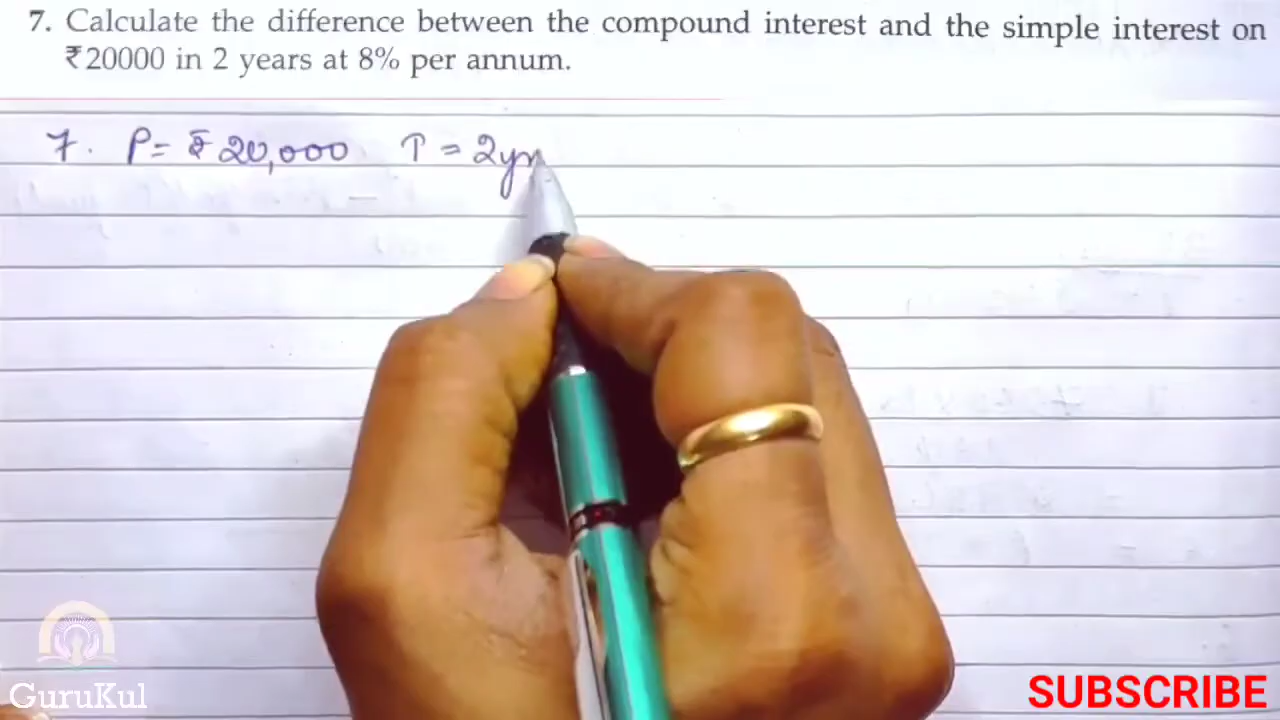 7. Calculate the difference between the compound interest and the simple interest on
₹20000 in 2 years at 8% per annum.
7. P= ₹ 20,000 T = 2yr
GuruKul
SUBSCRIBE